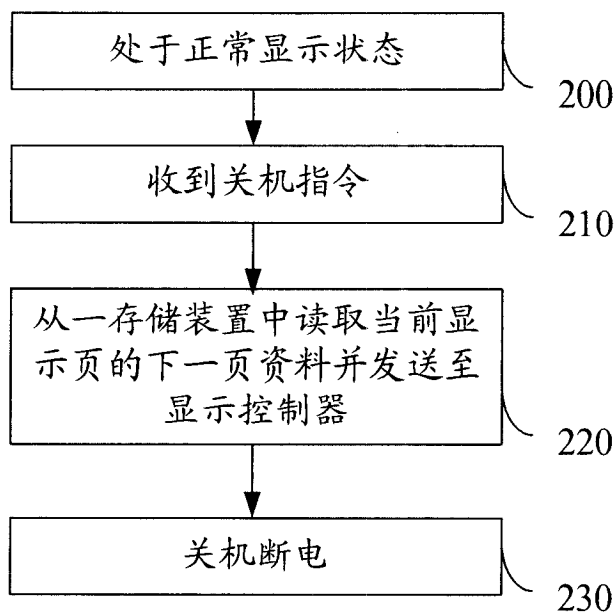 处于正常显示状态
200
收到关机指令
210
从一存储装置中读取当前显
示页的下一页资料并发送至
显示控制器
220
关机断电
230